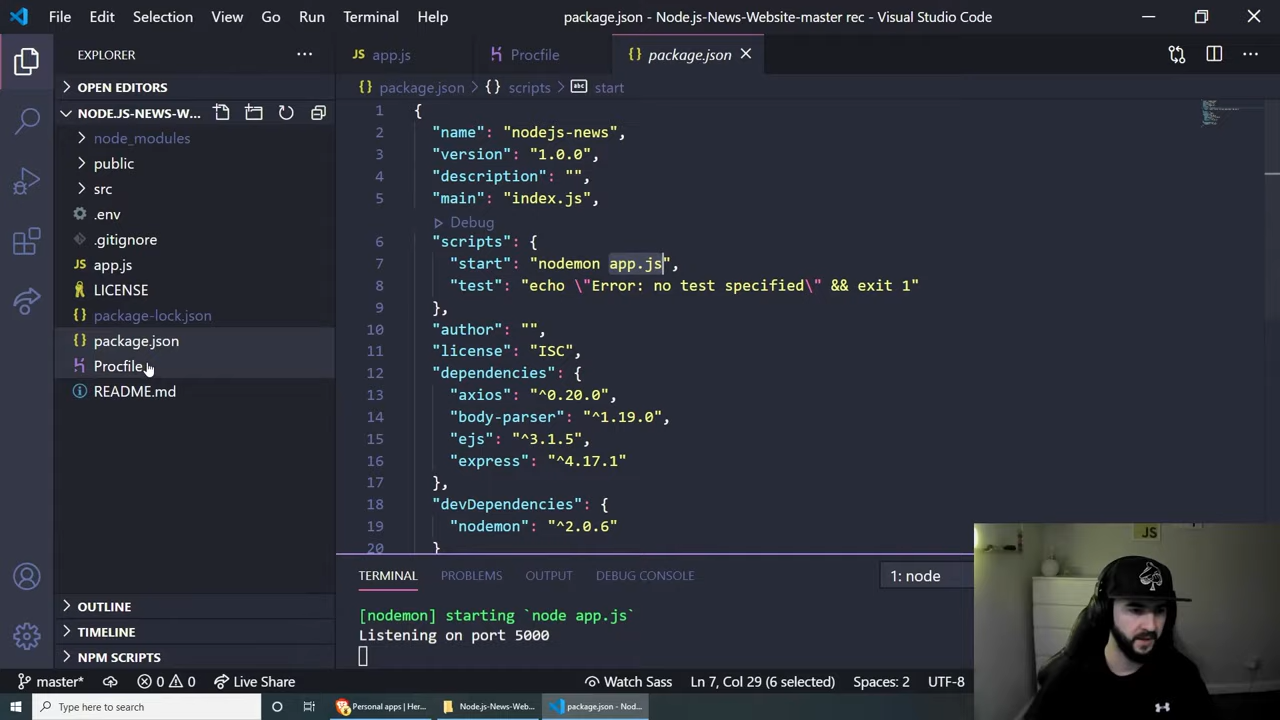 File Edit Selection View Go Run Terminal Help package.json - Node.js-News-Website-master rec - Visual Studio Code
EXPLORER
OPEN EDITORS
NODE.JS-NEWS-W...
node_modules
public
src
.env
.gitignore
JS app.js
LICENSE
{} package-lock.json
{} package.json
Procfile
README.md
OUTLINE
TIMELINE
NPM SCRIPTS
JS app.js Procfile {} package.json
{} package.json > {} scripts > abc start
1 {
2 "name": "nodejs-news",
3 "version": "1.0.0",
4 "description": "",
5 "main": "index.js",
Debug
6 "scripts": {
7 "start": "nodemon app.js",
8 "test": "echo \"Error: no test specified\" && exit 1"
9 },
10 "author": "",
11 "license": "ISC",
12 "dependencies": {
13 "axios": "^0.20.0",
14 "body-parser": "^1.19.0",
15 "ejs": "^3.1.5",
16 "express": "^4.17.1"
17 },
18 "devDependencies": {
19 "nodemon": "^2.0.6"
20 }
TERMINAL PROBLEMS OUTPUT DEBUG CONSOLE 1: node
[nodemon] starting `node app.js`
Listening on port 5000
JS
master* 0 0 Live Share Watch Sass Ln 7, Col 29 (6 selected) Spaces: 2 UTF-8
Type here to search Personal apps | Her... Node.js-News-Web... package.json - Nod...